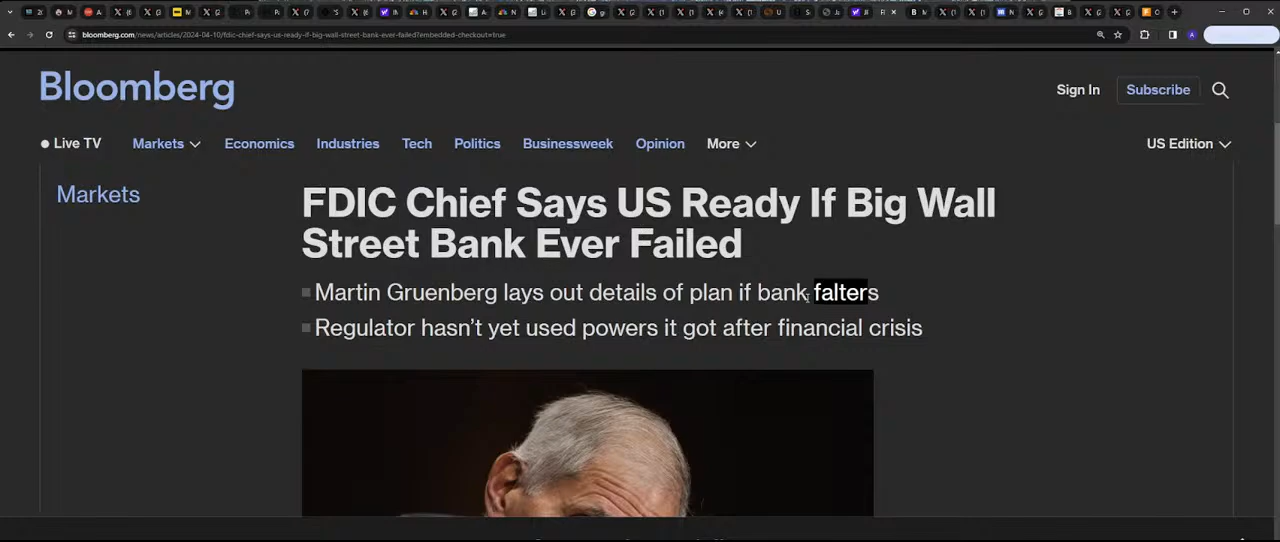 bloomberg.com/news/articles/2024-04-10/fdic-chief-says-us-ready-if-big-wall-street-bank-ever-failed?embedded-checkout=true
Bloomberg
Sign In
Subscribe
Live TV
Markets
Economics
Industries
Tech
Politics
Businessweek
Opinion
More
US Edition
Markets
FDIC Chief Says US Ready If Big Wall
Street Bank Ever Failed
Martin Gruenberg lays out details of plan if bank falters
Regulator hasn't yet used powers it got after financial crisis